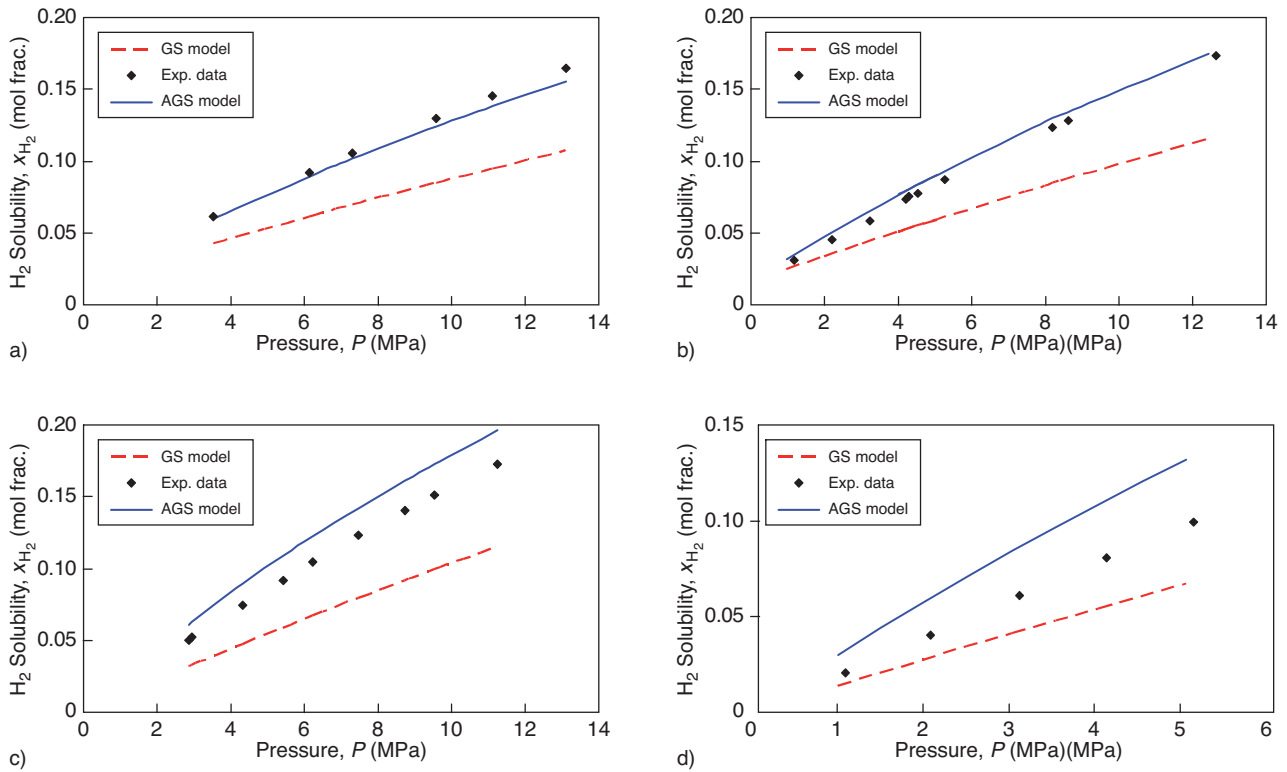 0.20
0.15
0.10
0.05
0
H₂ Solubility, x_H₂ (mol frac.)
GS model
Exp. data
AGS model
0 2 4 6 8 10 12 14
Pressure, P (MPa)
a)
0.20
0.15
0.10
0.05
0
H₂ Solubility, x_H₂ (mol frac.)
GS model
Exp. data
AGS model
0 2 4 6 8 10 12 14
Pressure, P (MPa)(MPa)
b)
0.20
0.15
0.10
0.05
0
H₂ Solubility, x_H₂ (mol frac.)
GS model
Exp. data
AGS model
0 2 4 6 8 10 12 14
Pressure, P (MPa)
c)
0.15
0.10
0.05
0
H₂ Solubility, x_H₂ (mol frac.)
GS model
Exp. data
AGS model
0 1 2 3 4 5 6
Pressure, P (MPa)(MPa)
d)